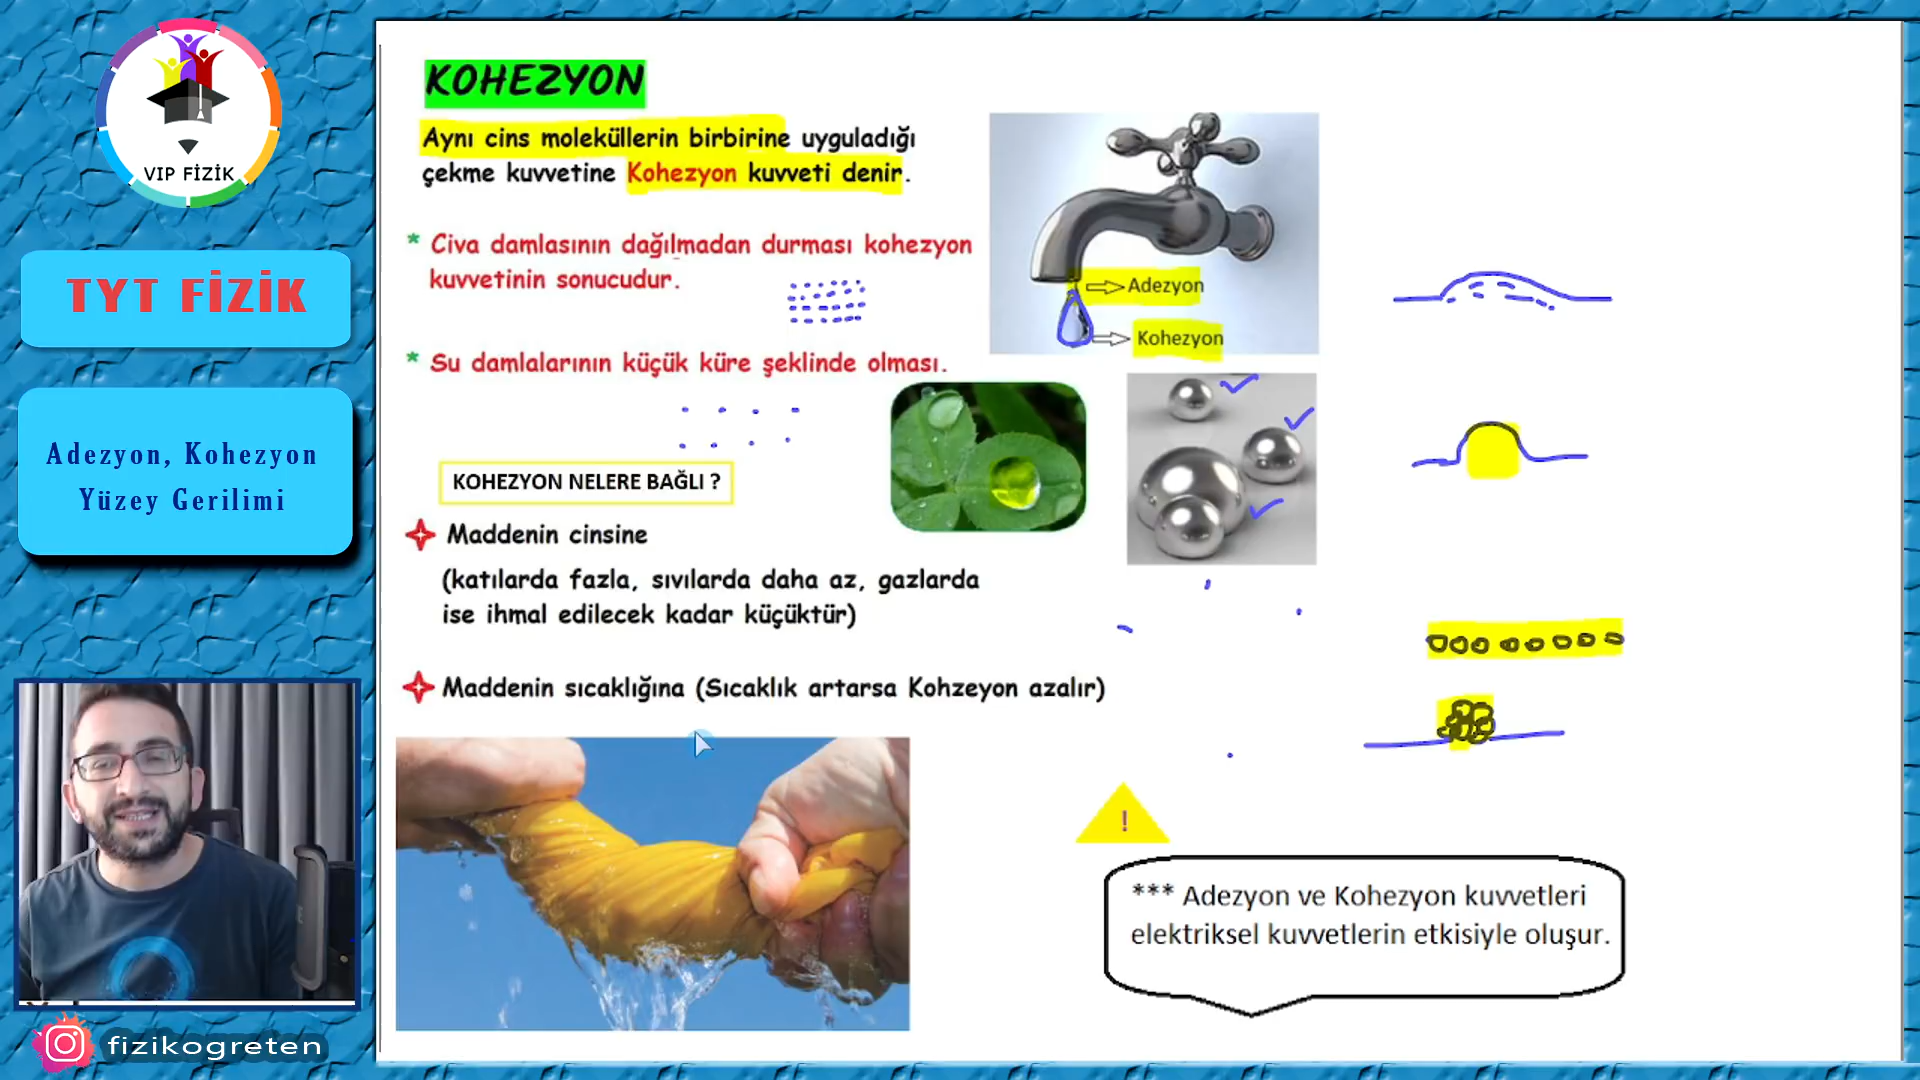 VIP FİZİK
TYT FİZİK
Adezyon, Kohezyon
Yüzey Gerilimi
fizikogreten
KOHEZYON
Aynı cins moleküllerin birbirine uyguladığı
çekme kuvvetine Kohezyon kuvveti denir.
* Civa damlasının dağılmadan durması kohezyon
kuvvetinin sonucudur.
* Su damlalarının küçük küre şeklinde olması.
Adezyon
Kohezyon
KOHEZYON NELERE BAĞLI ?
Maddenin cinsine
(katılarda fazla, sıvılarda daha az, gazlarda
ise ihmal edilecek kadar küçüktür)
Maddenin sıcaklığına (Sıcaklık artarsa Kohzeyon azalır)
!
*** Adezyon ve Kohezyon kuvvetleri
elektriksel kuvvetlerin etkisiyle oluşur.